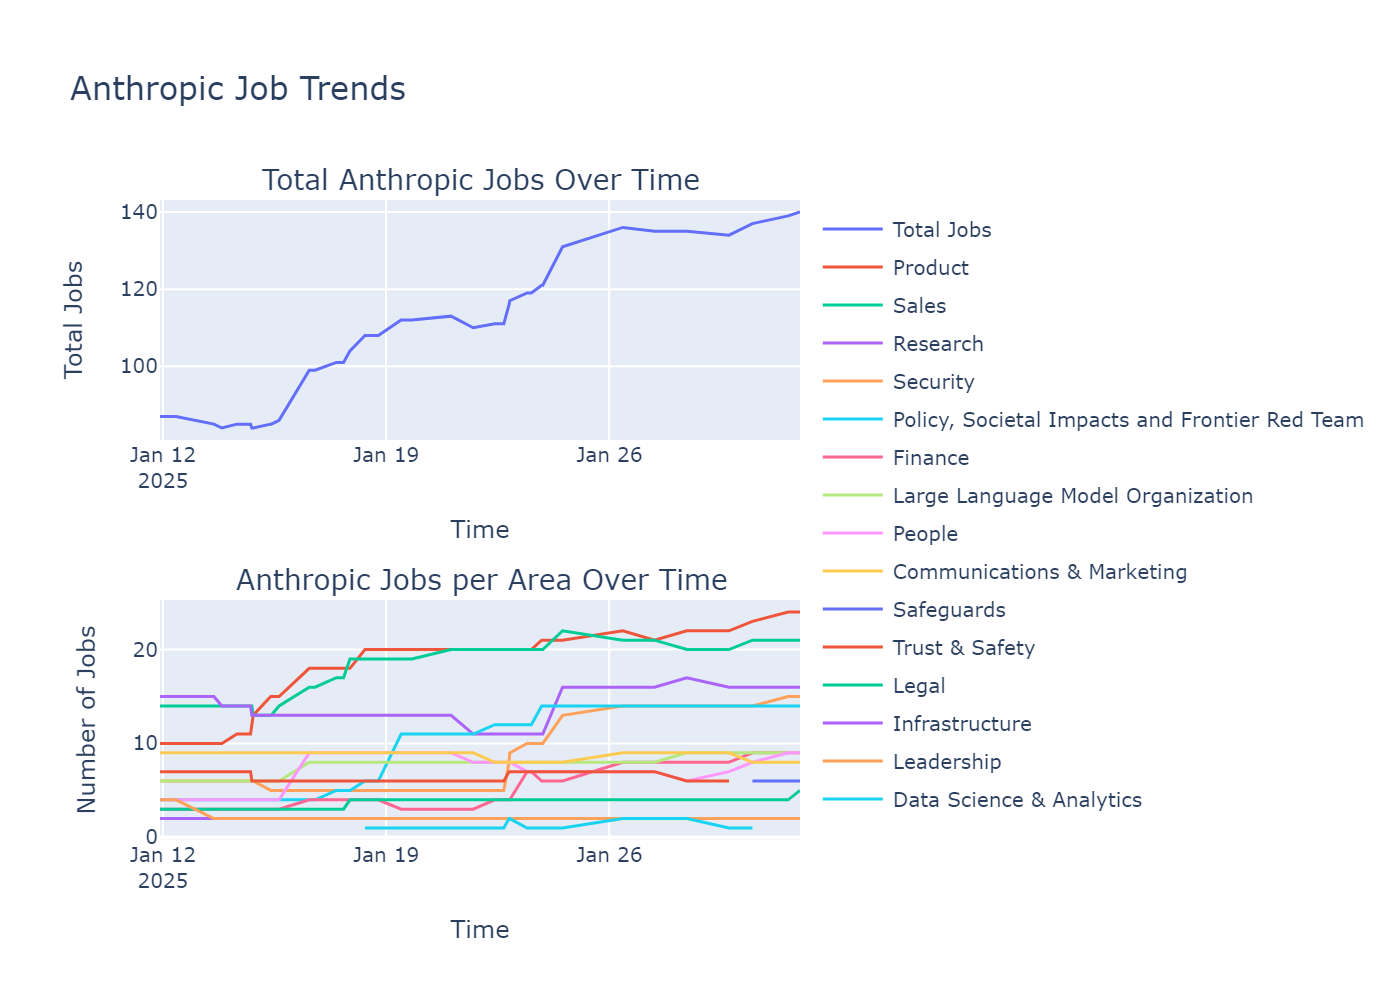 Anthropic Job Trends
Total Anthropic Jobs Over Time
Total Jobs
140
120
100
Jan 12
2025
Jan 19
Jan 26
Time
Anthropic Jobs per Area Over Time
Number of Jobs
20
10
0
Jan 12
2025
Jan 19
Jan 26
Time
Total Jobs
Product
Sales
Research
Security
Policy, Societal Impacts and Frontier Red Team
Finance
Large Language Model Organization
People
Communications & Marketing
Safeguards
Trust & Safety
Legal
Infrastructure
Leadership
Data Science & Analytics